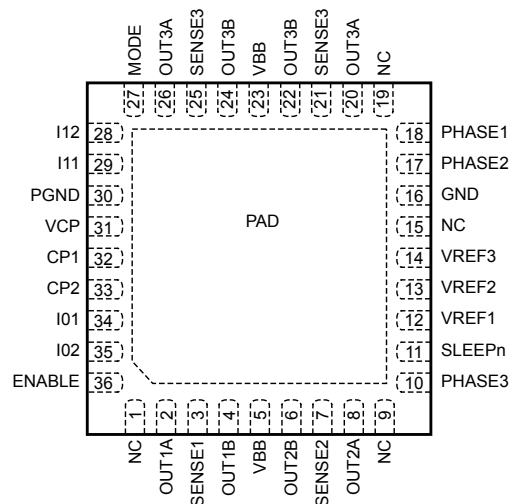 MODE
OUT3A
SENSE3
OUT3B
VBB
OUT3B
SENSE3
OUT3A
NC
27
26
25
24
23
22
21
20
19
I12 28
I11 29
PGND 30
VCP 31
CP1 32
CP2 33
I01 34
I02 35
ENABLE 36
PAD
18 PHASE1
17 PHASE2
16 GND
15 NC
14 VREF3
13 VREF2
12 VREF1
11 SLEEPn
10 PHASE3
1
2
3
4
5
6
7
8
9
NC
OUT1A
SENSE1
OUT1B
VBB
OUT2B
SENSE2
OUT2A
NC